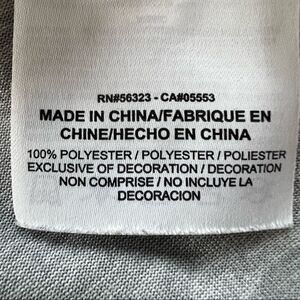 RN#56323 - CA#05553
MADE IN CHINA/FABRIQUE EN
CHINE/HECHO EN CHINA
100% POLYESTER / POLYESTER / POLIESTER
EXCLUSIVE OF DECORATION / DECORATION
NON COMPRISE / NO INCLUYE LA
DECORACION